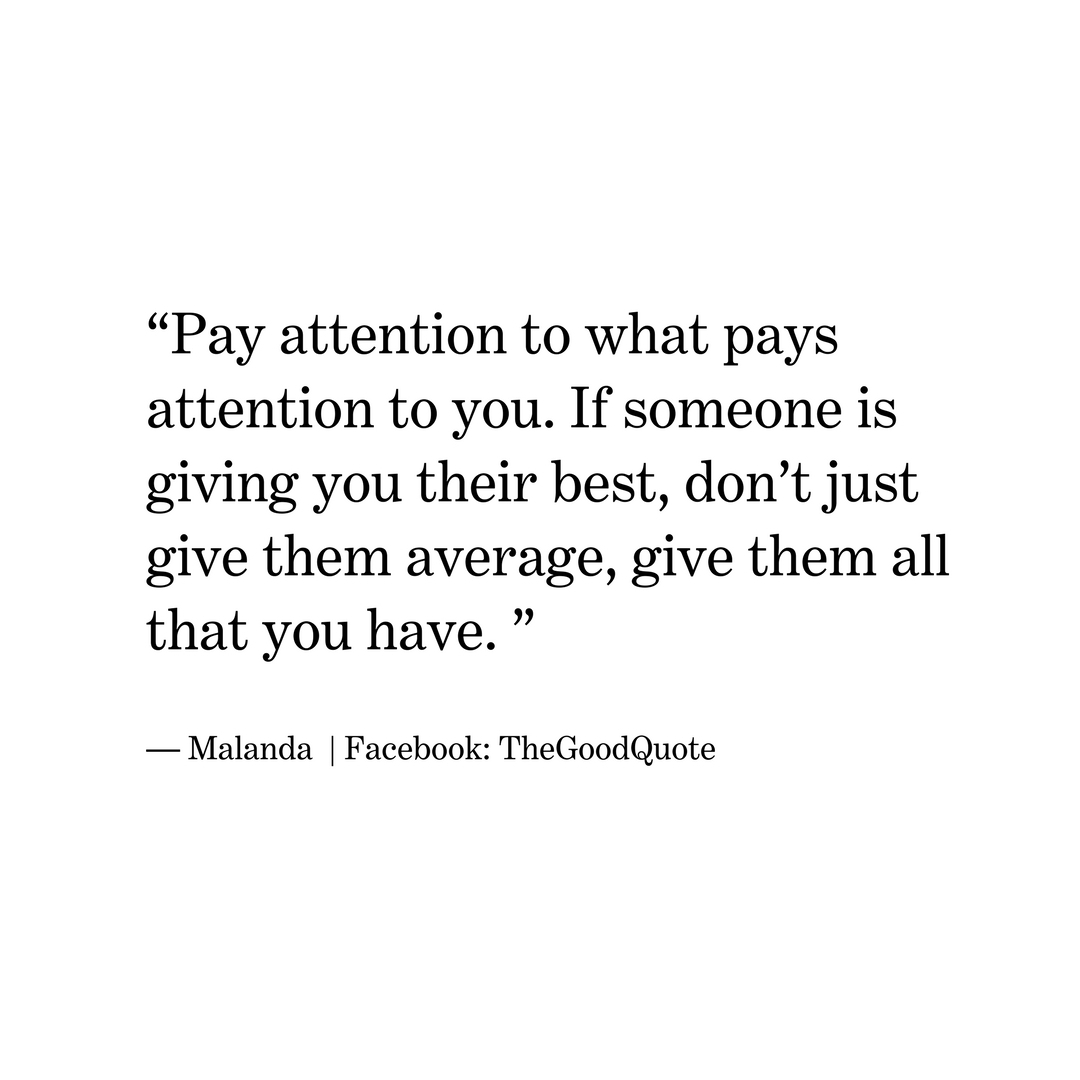 “Pay attention to what pays
attention to you. If someone is
giving you their best, don’t just
give them average, give them all
that you have. ”
— Malanda | Facebook: TheGoodQuote